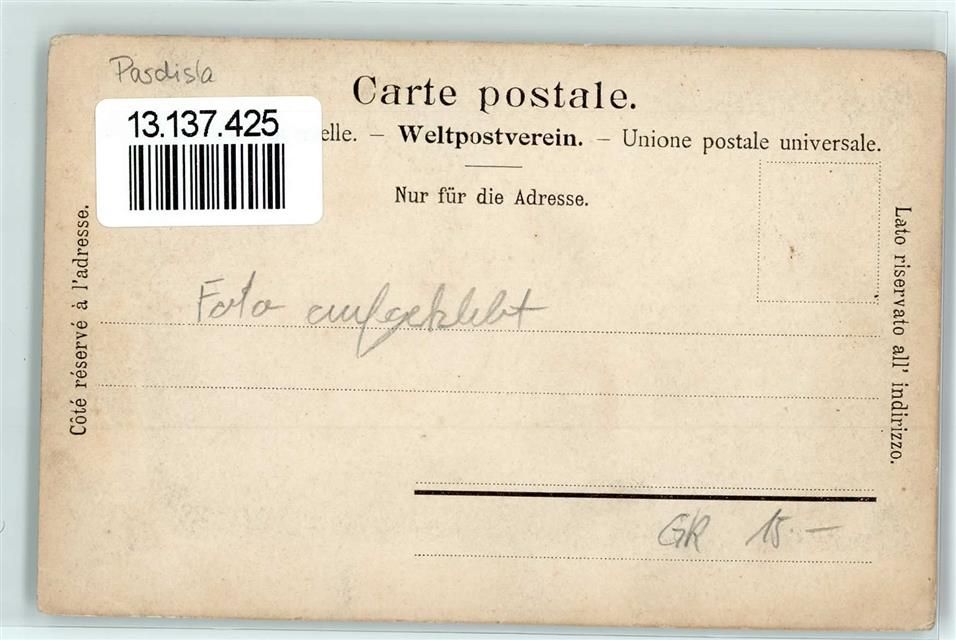 Pardisla
Carte postale.
13.137.425
elle. – Weltpostverein. – Unione postale universale.
Nur für die Adresse.
Côté réservé à l'adresse.
Lato riservato all' indirizzo.
Foto aufgeklebt
GR 15.–